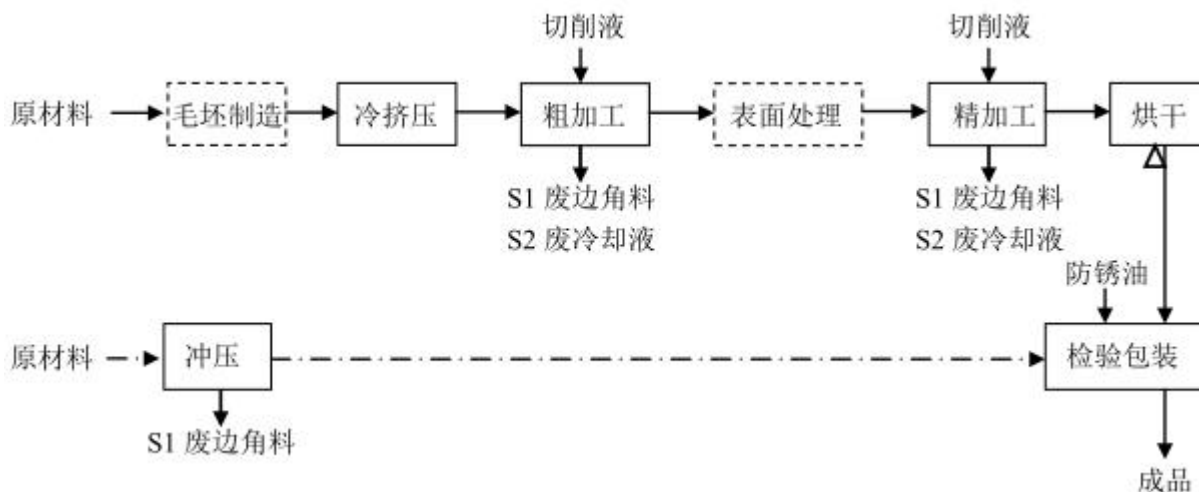 切削液
切削液
原材料
毛坯制造
冷挤压
粗加工
表面处理
精加工
烘干
S1 废边角料
S2 废冷却液
S1 废边角料
S2 废冷却液
防锈油
原材料
冲压
检验包装
S1 废边角料
成品